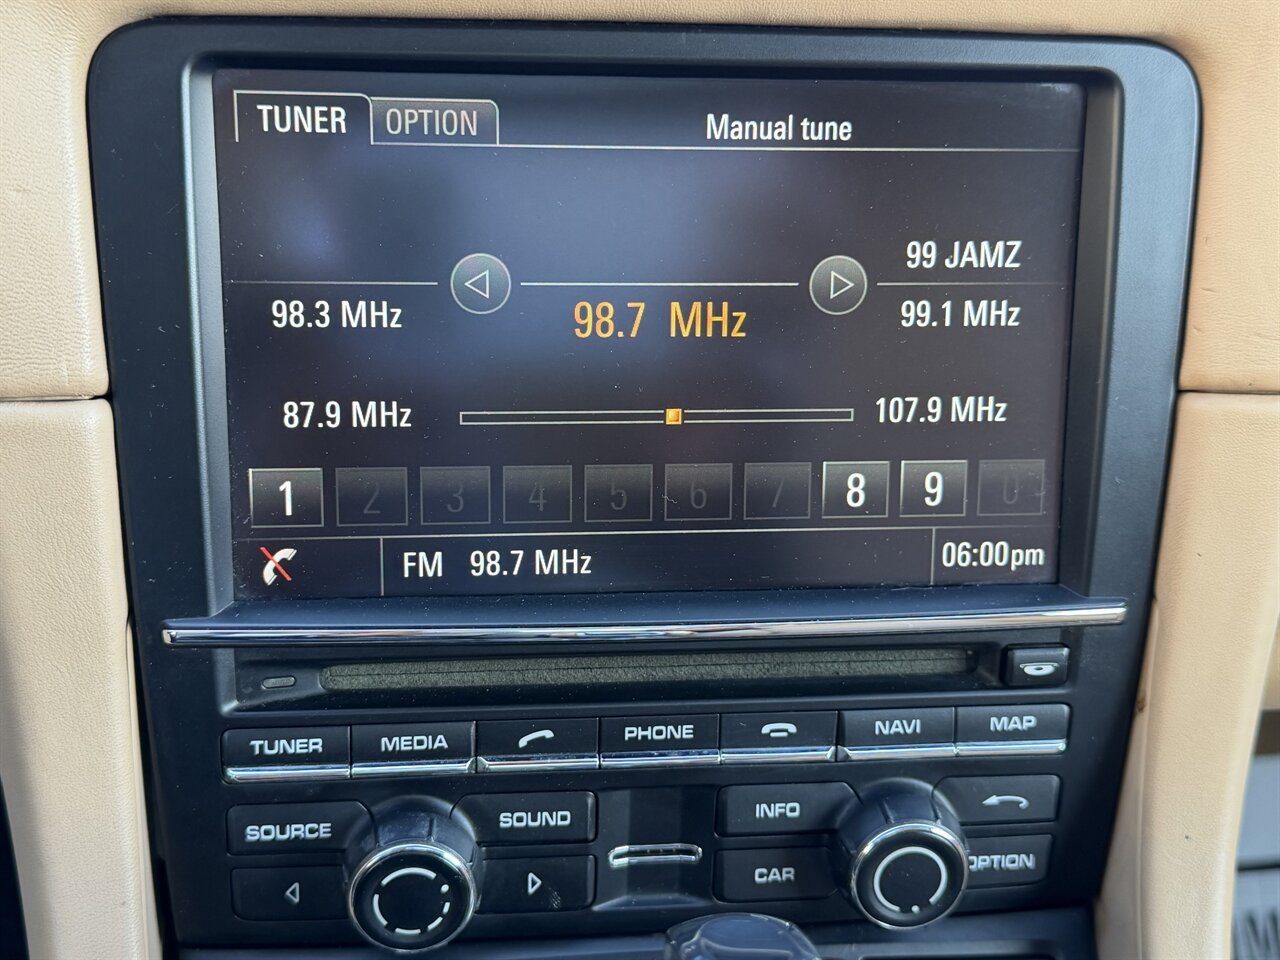 TUNER OPTION Manual tune
99 JAMZ
98.3 MHz 98.7 MHz 99.1 MHz
87.9 MHz 107.9 MHz
1 2 3 4 5 6 7 8 9 0
FM 98.7 MHz 06:00pm
TUNER MEDIA PHONE NAVI MAP
SOURCE SOUND INFO
CAR OPTION